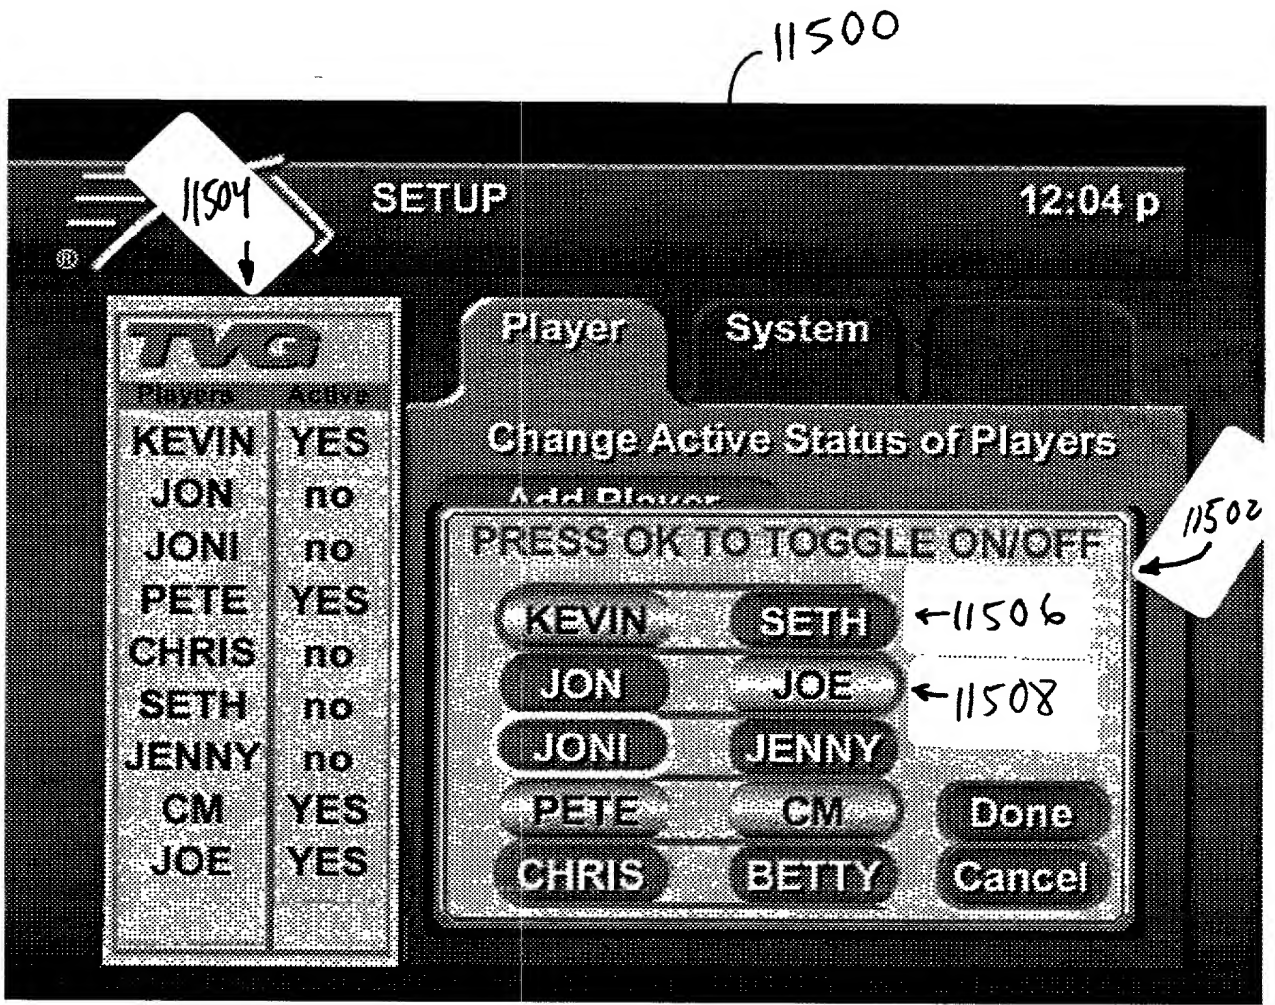 11500
11504
SETUP
12:04 p
®
TVG
Players Active
KEVIN YES
JON no
JONI no
PETE YES
CHRIS no
SETH no
JENNY no
CM YES
JOE YES
Player
System
Change Active Status of Players
Add Player
11502
PRESS OK TO TOGGLE ON/OFF
KEVIN SETH ←11506
JON JOE ←11508
JONI JENNY
PETE CM Done
CHRIS BETTY Cancel